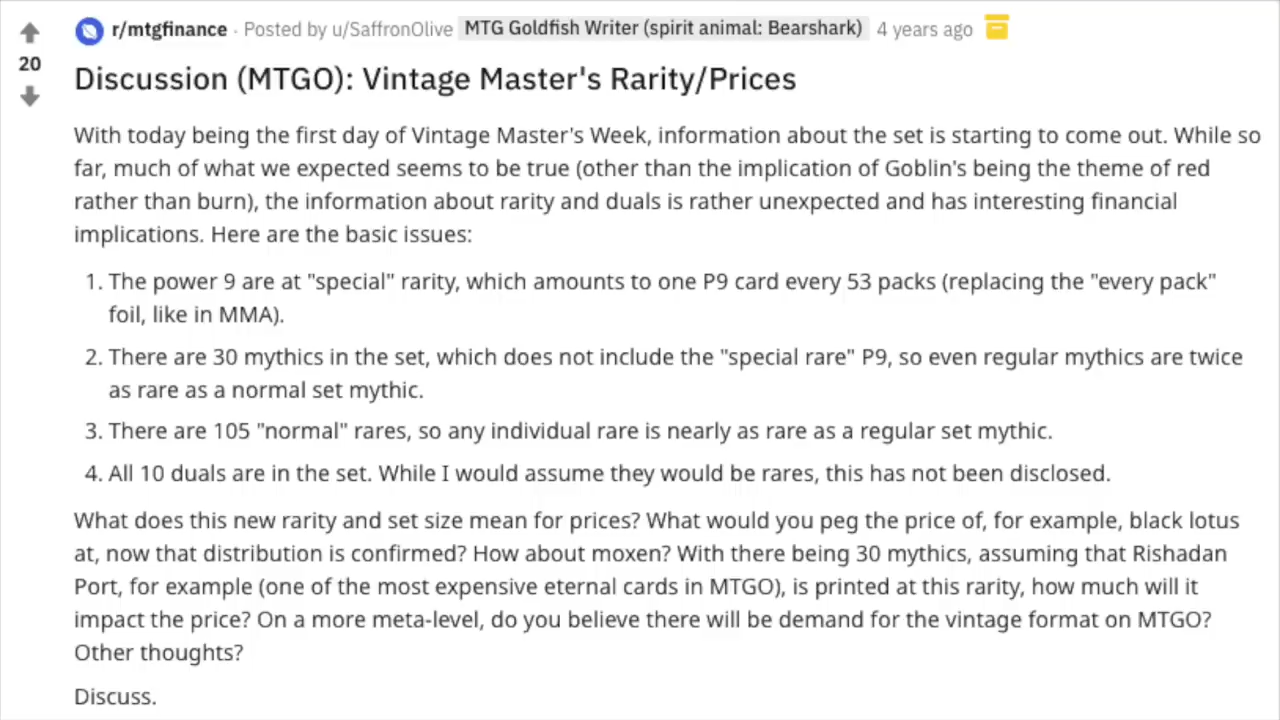 r/mtgfinance · Posted by u/SaffronOlive MTG Goldfish Writer (spirit animal: Bearshark) 4 years ago
20
Discussion (MTGO): Vintage Master's Rarity/Prices
With today being the first day of Vintage Master's Week, information about the set is starting to come out. While so
far, much of what we expected seems to be true (other than the implication of Goblin's being the theme of red
rather than burn), the information about rarity and duals is rather unexpected and has interesting financial
implications. Here are the basic issues:
1. The power 9 are at "special" rarity, which amounts to one P9 card every 53 packs (replacing the "every pack"
foil, like in MMA).
2. There are 30 mythics in the set, which does not include the "special rare" P9, so even regular mythics are twice
as rare as a normal set mythic.
3. There are 105 "normal" rares, so any individual rare is nearly as rare as a regular set mythic.
4. All 10 duals are in the set. While I would assume they would be rares, this has not been disclosed.
What does this new rarity and set size mean for prices? What would you peg the price of, for example, black lotus
at, now that distribution is confirmed? How about moxen? With there being 30 mythics, assuming that Rishadan
Port, for example (one of the most expensive eternal cards in MTGO), is printed at this rarity, how much will it
impact the price? On a more meta-level, do you believe there will be demand for the vintage format on MTGO?
Other thoughts?
Discuss.